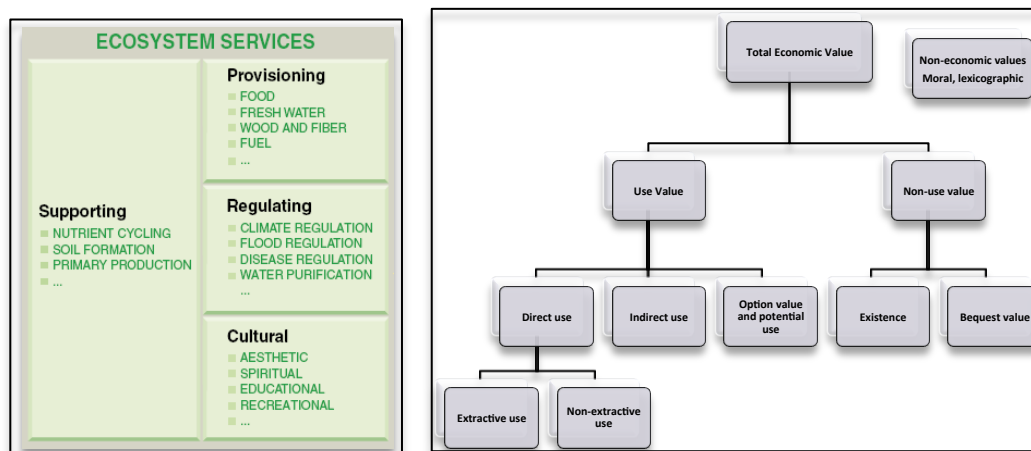 ECOSYSTEM SERVICES
Supporting
NUTRIENT CYCLING
SOIL FORMATION
PRIMARY PRODUCTION
...
Provisioning
FOOD
FRESH WATER
WOOD AND FIBER
FUEL
...
Regulating
CLIMATE REGULATION
FLOOD REGULATION
DISEASE REGULATION
WATER PURIFICATION
...
Cultural
AESTHETIC
SPIRITUAL
EDUCATIONAL
RECREATIONAL
...
Total Economic Value
Non-economic values
Moral, lexicographic
Use Value
Non-use value
Direct use
Indirect use
Option value
and potential
use
Existence
Bequest value
Extractive use
Non-extractive
use